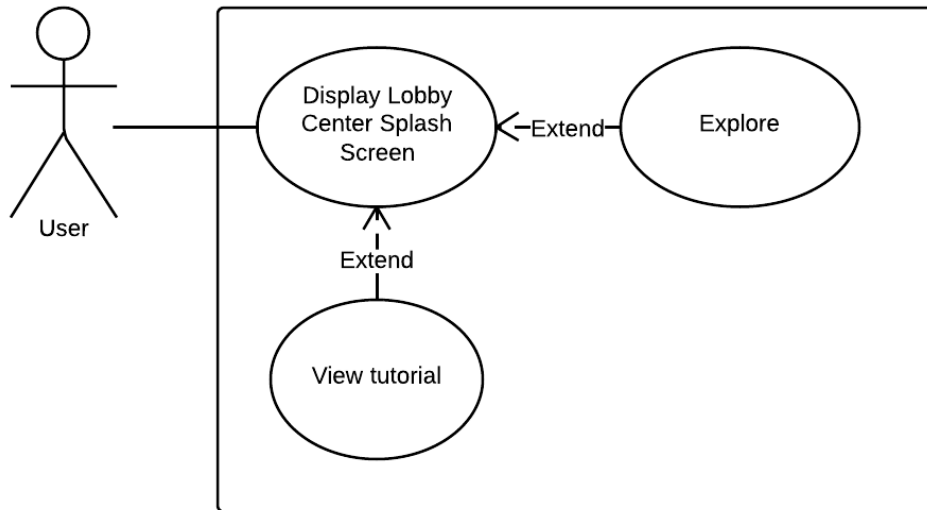 Display Lobby
Center Splash
Screen
Extend
Explore
User
Extend
View tutorial